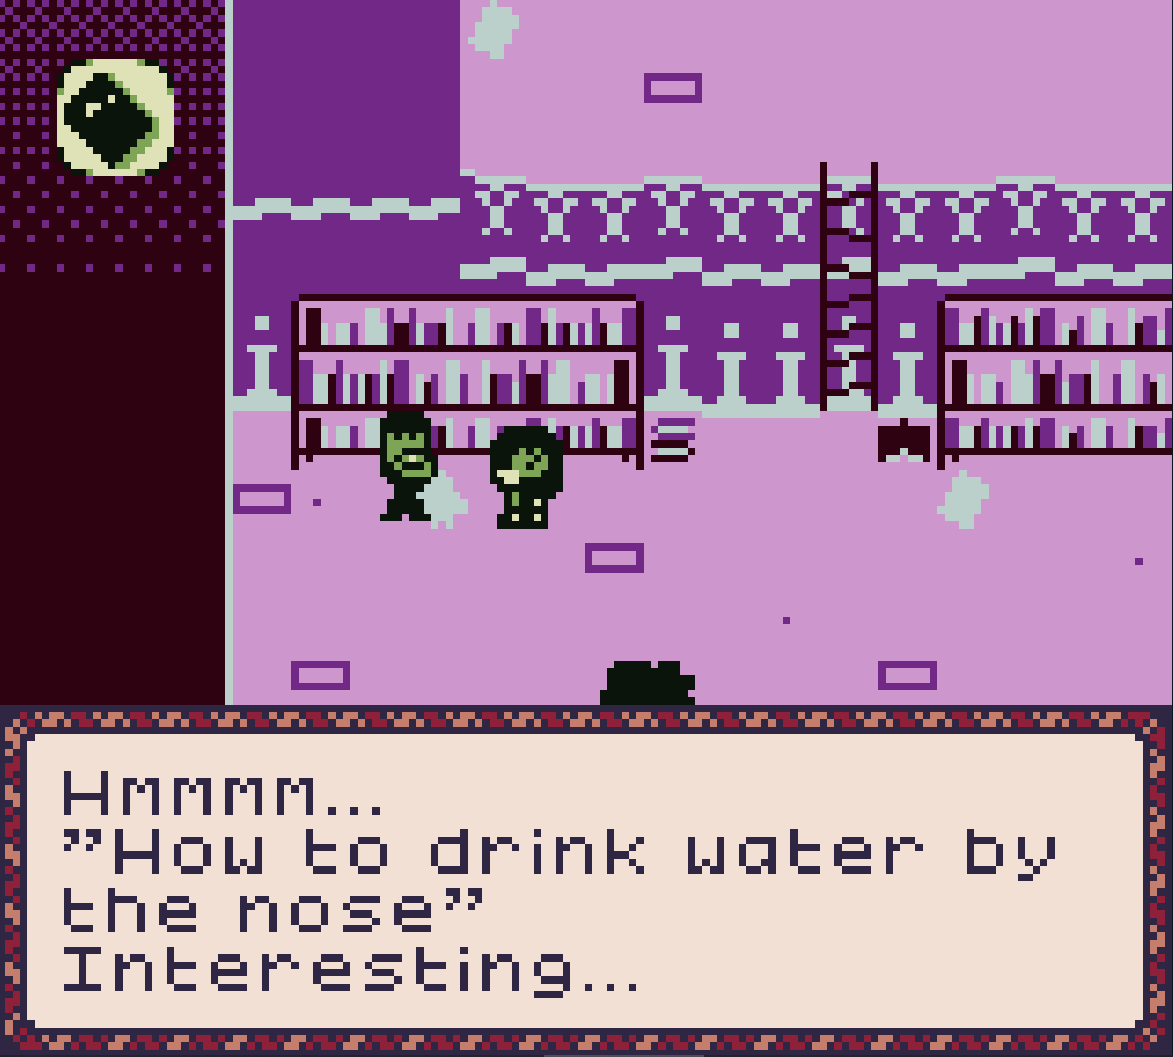 Hmmmm...
”How to drink water by
the nose”
Interesting...